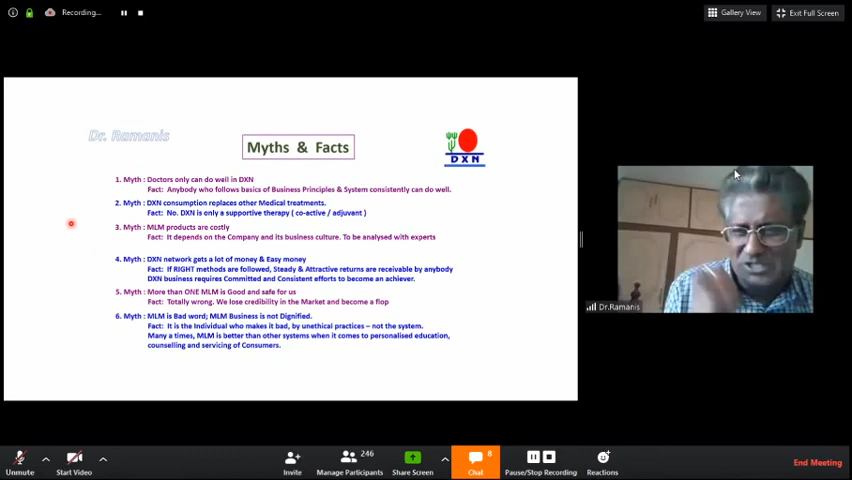 Recording...
Gallery View
Exit Full Screen
Dr. Ramanis
Myths & Facts
DXN
1. Myth : Doctors only can do well in DXN
Fact: Anybody who follows basics of Business Principles & System consistently can do well.
2. Myth : DXN consumption replaces other Medical treatments.
Fact: No. DXN is only a supportive therapy ( co-active / adjuvant )
3. Myth : MLM products are costly
Fact: It depends on the Company and its business culture. To be analysed with experts
4. Myth : DXN network gets a lot of money & Easy money
Fact: If RIGHT methods are followed, Steady & Attractive returns are receivable by anybody
DXN business requires Committed and Consistent efforts to become an achiever.
5. Myth : More than ONE MLM is Good and safe for us
Fact: Totally wrong. We lose credibility in the Market and become a flop
6. Myth : MLM is Bad word; MLM Business is not Dignified.
Fact: It is the Individual who makes it bad, by unethical practices – not the system.
Many a times, MLM is better than other systems when it comes to personalised education,
counselling and servicing of Consumers.
Dr.Ramanis
Unmute
Start Video
Invite
246
Manage Participants
Share Screen
8
Chat
Pause/Stop Recording
Reactions
End Meeting